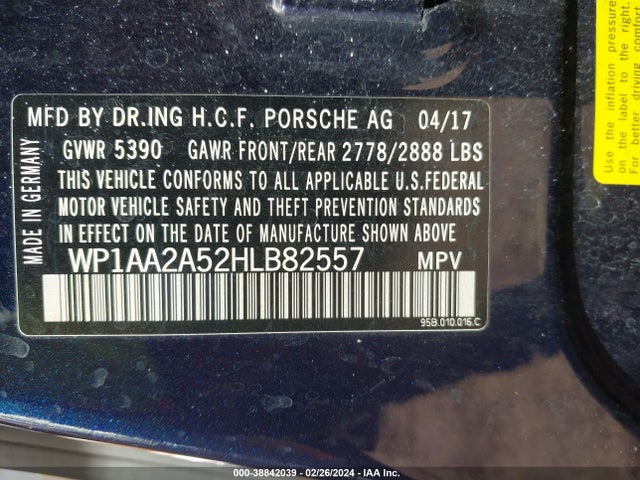 Use the inflation pressure
to the right.
For better
driving comfort
MFD BY DR.ING H.C.F. PORSCHE AG 04/17
GVWR 5390 GAWR FRONT/REAR 2778/2888 LBS
THIS VEHICLE CONFORMS TO ALL APPLICABLE U.S.FEDERAL
MOTOR VEHICLE SAFETY AND THEFT PREVENTION STANDARDS
IN EFFECT ON THE DATE OF MANUFACTURE SHOWN ABOVE
WP1AA2A52HLB82557 MPV
95B.010.016.C
MADE IN GERMANY
000-38842039 - 02/26/2024 - IAA Inc.